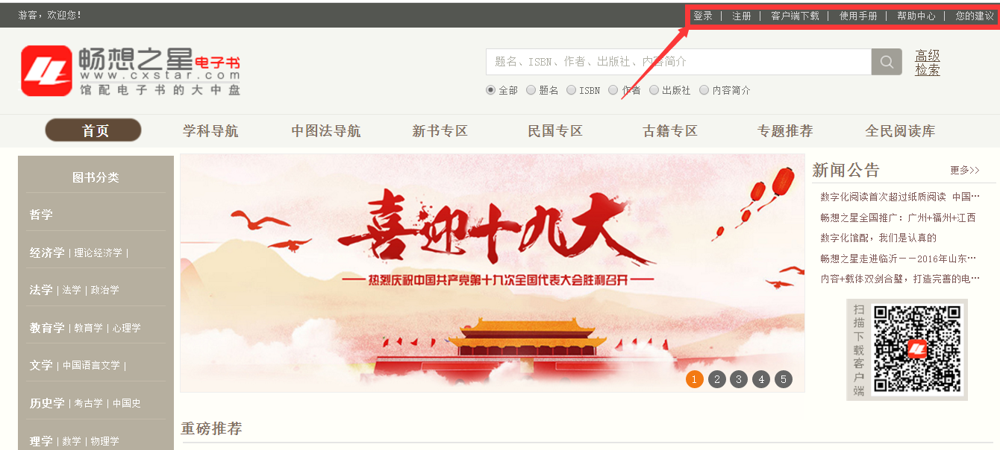 游客，欢迎您！
登录 | 注册 | 客户端下载 | 使用手册 | 帮助中心 | 您的建议
畅想之星电子书
www.cxstar.com
馆配电子书的大中盘
题名、ISBN、作者、出版社、内容简介
高级检索
全部 题名 ISBN 作者 出版社 内容简介
首页 学科导航 中图法导航 新书专区 民国专区 古籍专区 专题推荐 全民阅读库
图书分类
哲学
经济学 | 理论经济学 |
法学 | 法学 | 政治学
教育学 | 教育学 | 心理学
文学 | 中国语言文学 |
历史学 | 考古学 | 中国史
理学 | 数学 | 物理学
喜迎十九大
热烈庆祝中国共产党第十九次全国代表大会胜利召开
1 2 3 4 5
重磅推荐
新闻公告 更多>>
数字化阅读首次超过纸质阅读 中国…
畅想之星全国推广：广州+福州+江西
数字化馆配，我们是认真的
畅想之星走进临沂——2016年山东…
内容+载体双剑合璧，打造完善的电…
扫描下载客户端